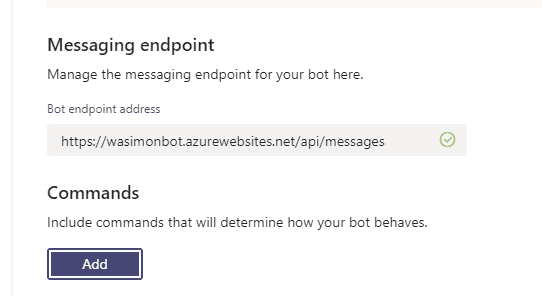 Messaging endpoint
Manage the messaging endpoint for your bot here.
Bot endpoint address
https://wasimonbot.azurewebsites.net/api/messages
Commands
Include commands that will determine how your bot behaves.
Add